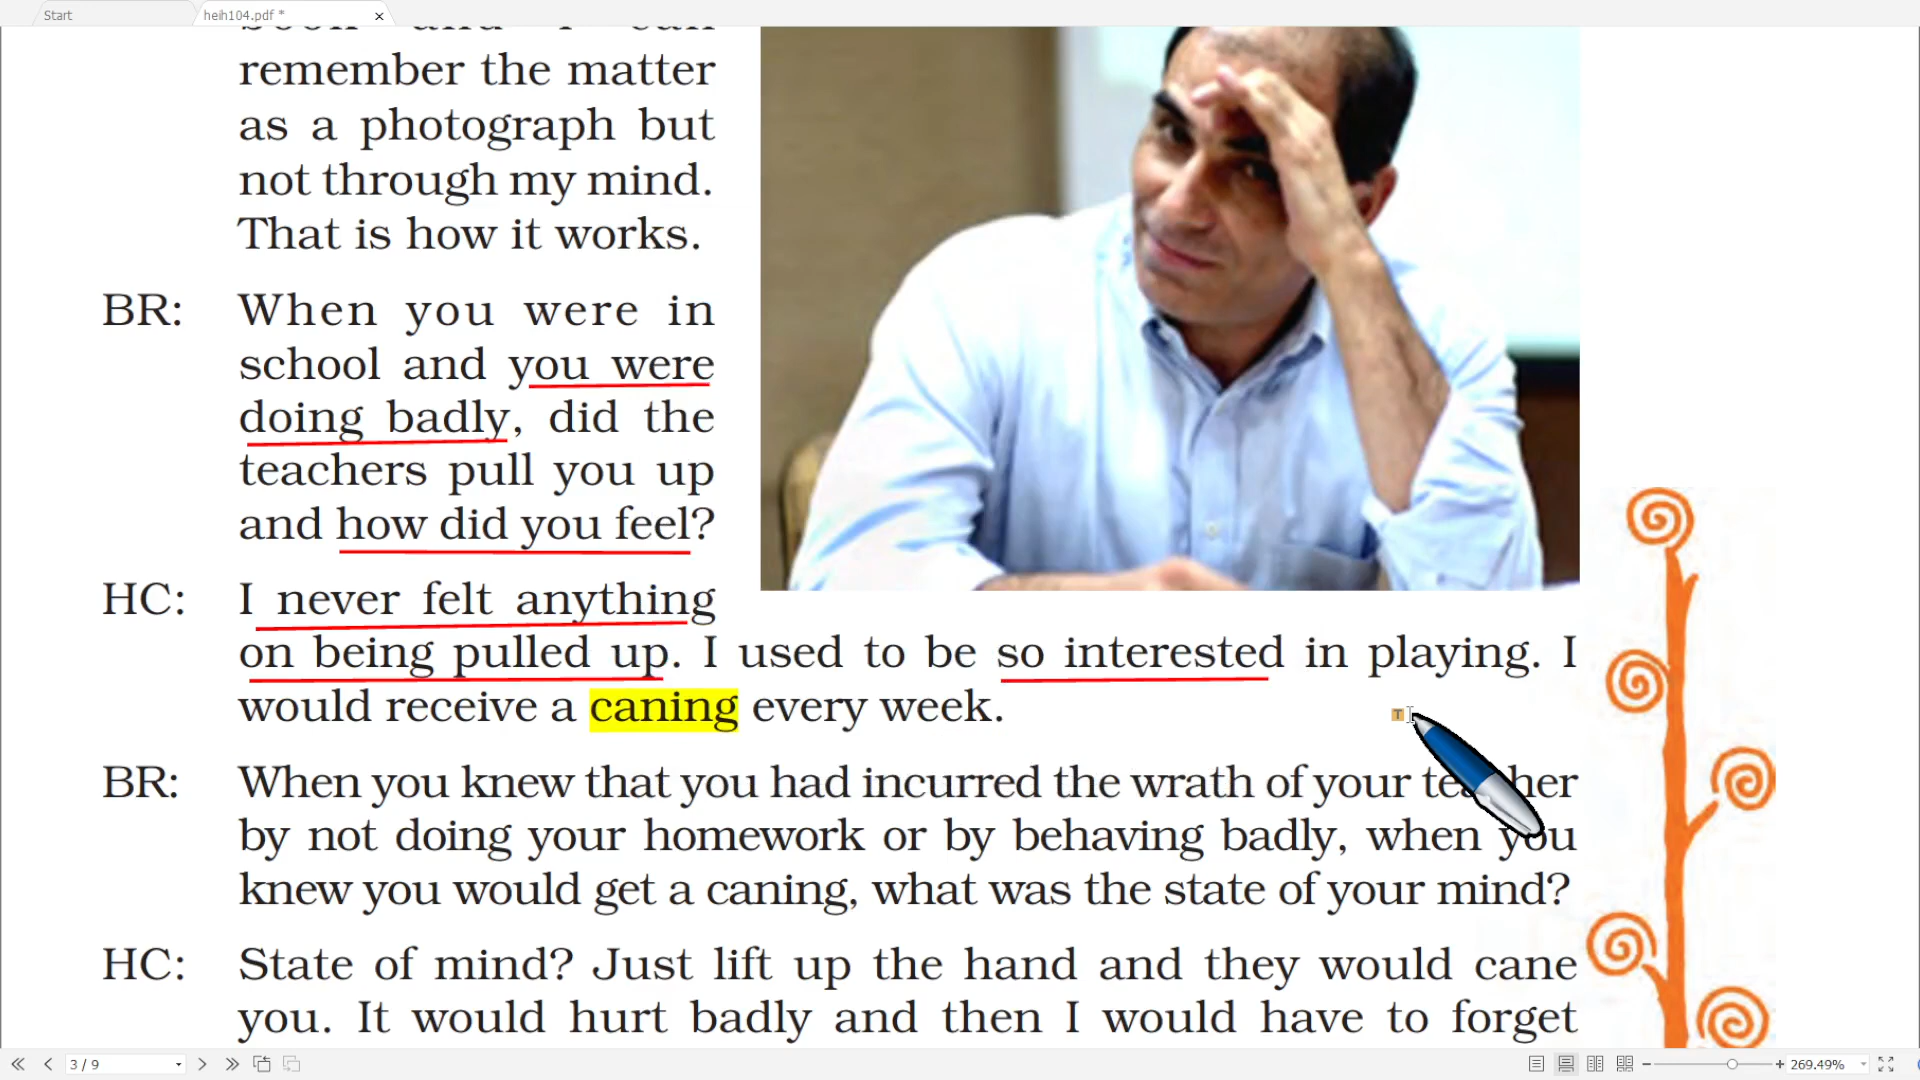 Start
heih104.pdf *
book and I can
remember the matter
as a photograph but
not through my mind.
That is how it works.
BR: When you were in
school and you were
doing badly, did the
teachers pull you up
and how did you feel?
HC: I never felt anything
on being pulled up. I used to be so interested in playing. I
would receive a caning every week.
BR: When you knew that you had incurred the wrath of your teacher
by not doing your homework or by behaving badly, when you
knew you would get a caning, what was the state of your mind?
HC: State of mind? Just lift up the hand and they would cane
you. It would hurt badly and then I would have to forget
3 / 9
269.49%